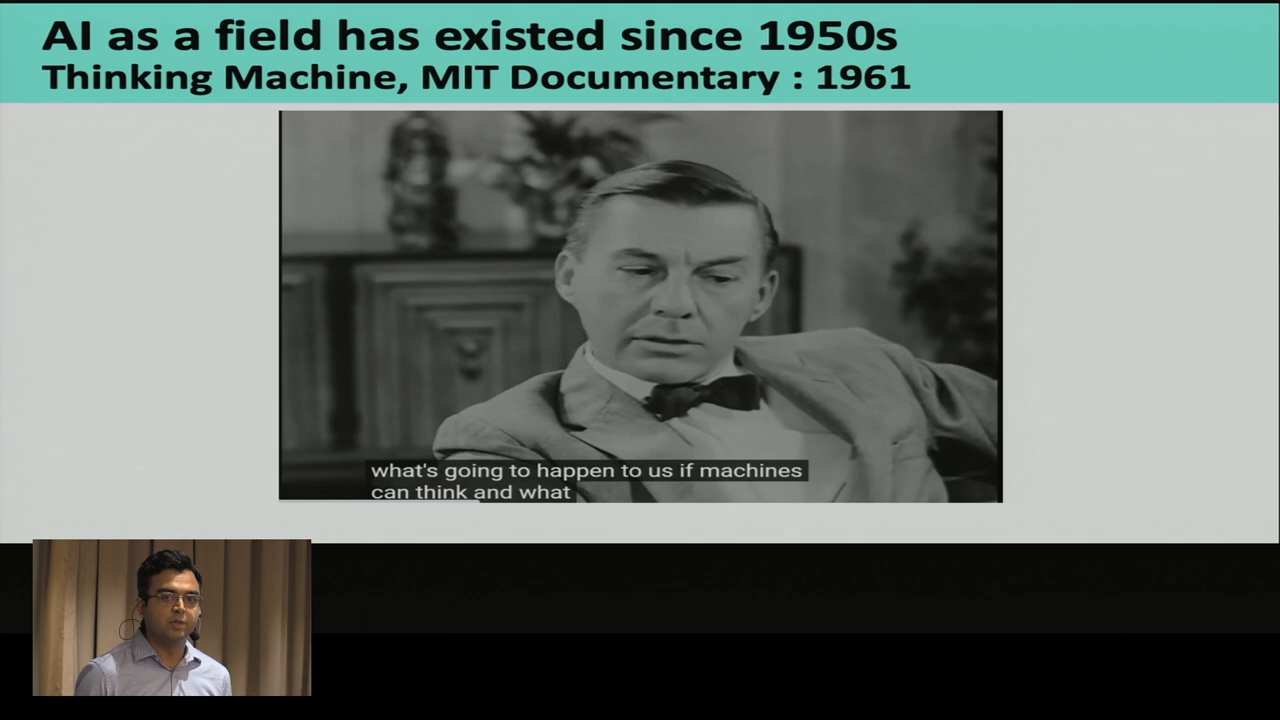 AI as a field has existed since 1950s
Thinking Machine, MIT Documentary : 1961
what's going to happen to us if machines
can think and what